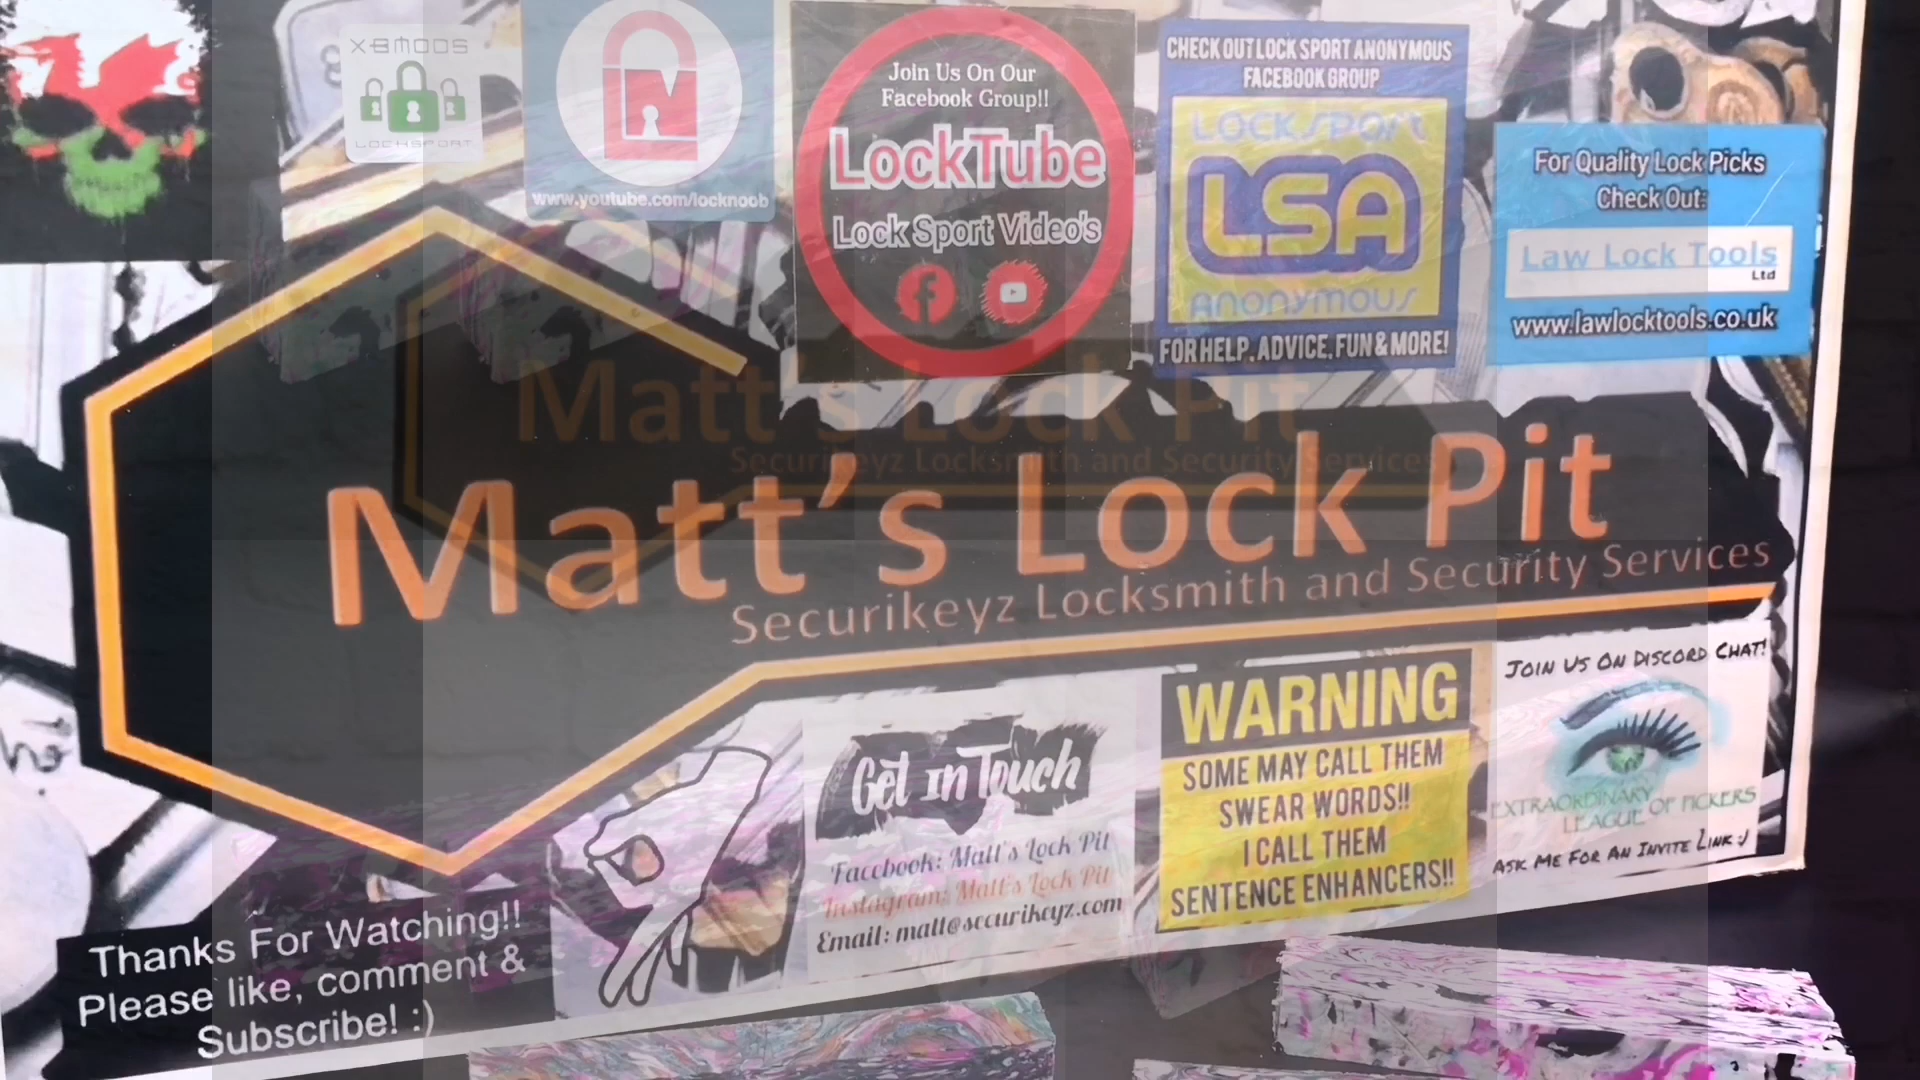 XBMODS
LOCKSPORT
www.youtube.com/locknoob
Join Us On Our
Facebook Group!!
LockTube
Lock Sport Video's
CHECK OUT LOCK SPORT ANONYMOUS
FACEBOOK GROUP
LOCKSPORT
LSA
ANONYMOUS
FOR HELP, ADVICE, FUN & MORE!
For Quality Lock Picks
Check Out:
Law Lock Tools
Ltd
www.lawlocktools.co.uk
Matt's Lock Pit
Securikeyz Locksmith and Security Services
Matt's Lock Pit
Securikeyz Locksmith and Security Services
Thanks For Watching!!
Please like, comment &
Subscribe! :)
Get in Touch
Facebook: Matt's Lock Pit
Instagram: Matt's Lock Pit
Email: matt@securikeyz.com
WARNING
SOME MAY CALL THEM
SWEAR WORDS!!
I CALL THEM
SENTENCE ENHANCERS!!
JOIN US ON DISCORD CHAT!
EXTRAORDINARY
LEAGUE OF PICKERS
ASK ME FOR AN INVITE LINK :)